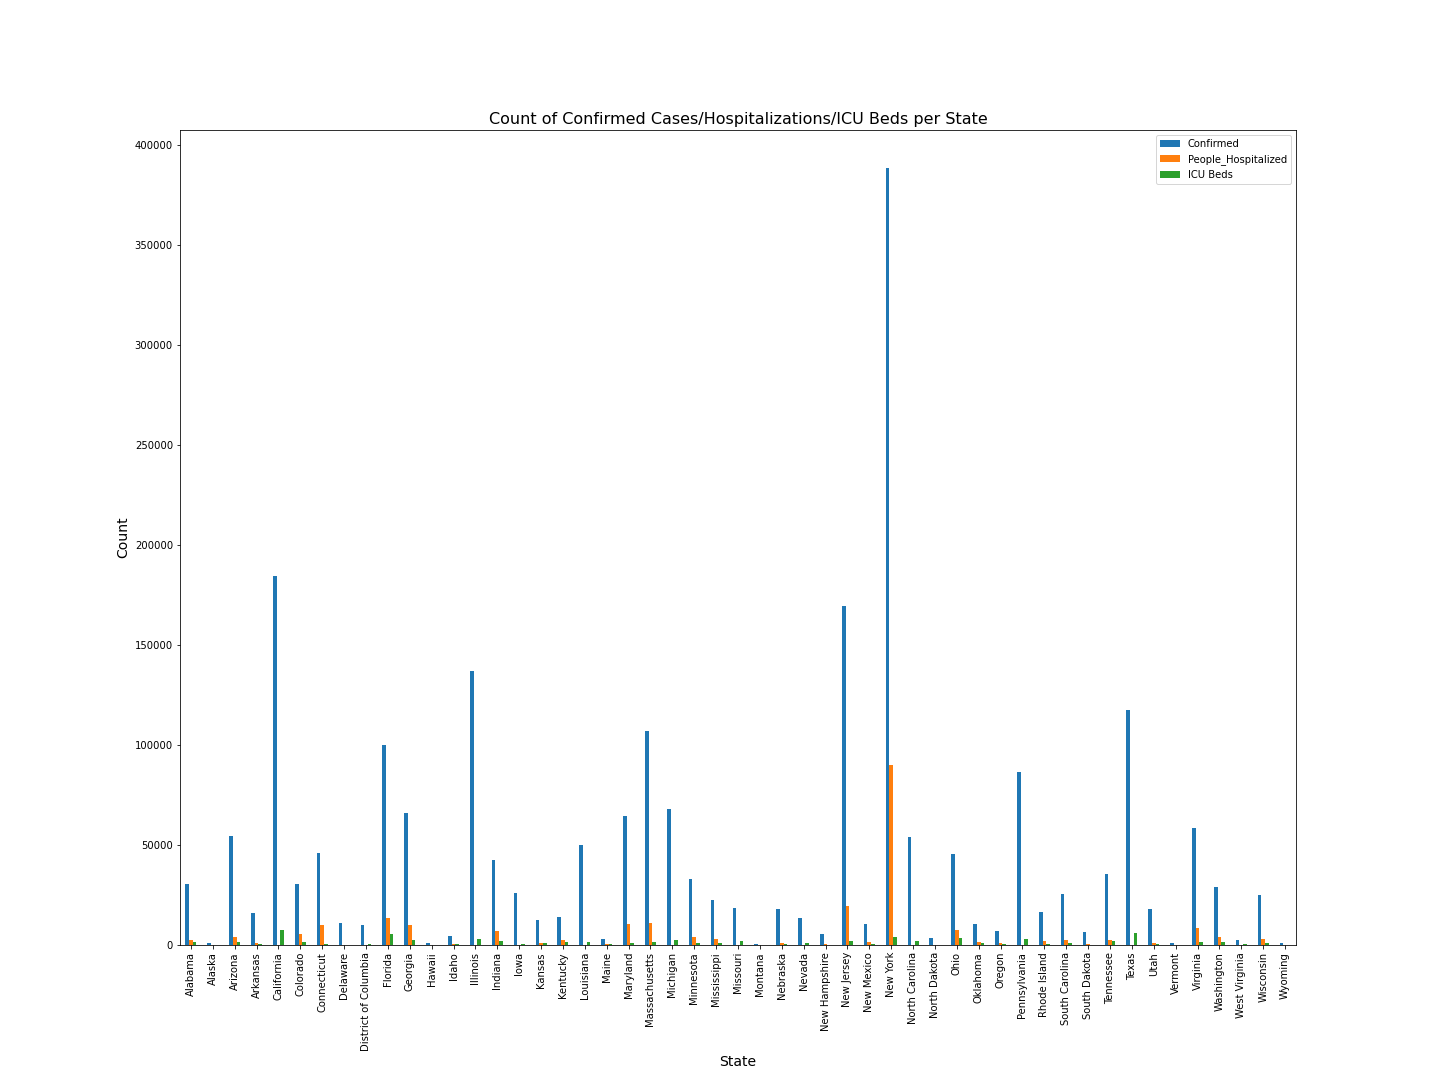 Count of Confirmed Cases/Hospitalizations/ICU Beds per State
Confirmed
People_Hospitalized
ICU Beds
400000
350000
300000
250000
200000
150000
100000
50000
0
Count
Alabama
Alaska
Arizona
Arkansas
California
Colorado
Connecticut
Delaware
District of Columbia
Florida
Georgia
Hawaii
Idaho
Illinois
Indiana
Iowa
Kansas
Kentucky
Louisiana
Maine
Maryland
Massachusetts
Michigan
Minnesota
Mississippi
Missouri
Montana
Nebraska
Nevada
New Hampshire
New Jersey
New Mexico
New York
North Carolina
North Dakota
Ohio
Oklahoma
Oregon
Pennsylvania
Rhode Island
South Carolina
South Dakota
Tennessee
Texas
Utah
Vermont
Virginia
Washington
West Virginia
Wisconsin
Wyoming
State